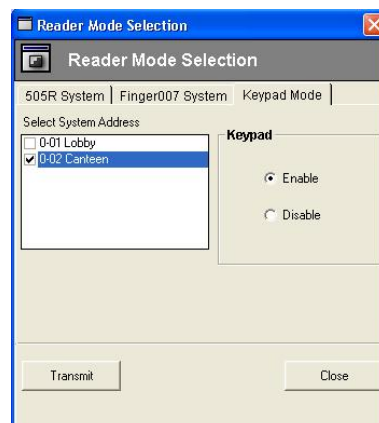 Reader Mode Selection
Reader Mode Selection
505R System
Finger007 System
Keypad Mode
Select System Address
0-01 Lobby
0-02 Canteen
Keypad
Enable
Disable
Transmit
Close